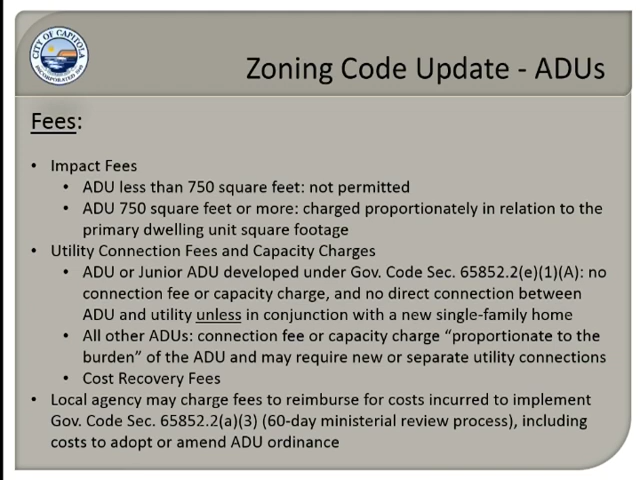 CITY OF CAPITOLA
INCORPORATED 1949
Zoning Code Update - ADUs
Fees:
• Impact Fees
• ADU less than 750 square feet: not permitted
• ADU 750 square feet or more: charged proportionately in relation to the
primary dwelling unit square footage
• Utility Connection Fees and Capacity Charges
• ADU or Junior ADU developed under Gov. Code Sec. 65852.2(e)(1)(A): no
connection fee or capacity charge, and no direct connection between
ADU and utility unless in conjunction with a new single-family home
• All other ADUs: connection fee or capacity charge “proportionate to the
burden” of the ADU and may require new or separate utility connections
• Cost Recovery Fees
• Local agency may charge fees to reimburse for costs incurred to implement
Gov. Code Sec. 65852.2(a)(3) (60-day ministerial review process), including
costs to adopt or amend ADU ordinance